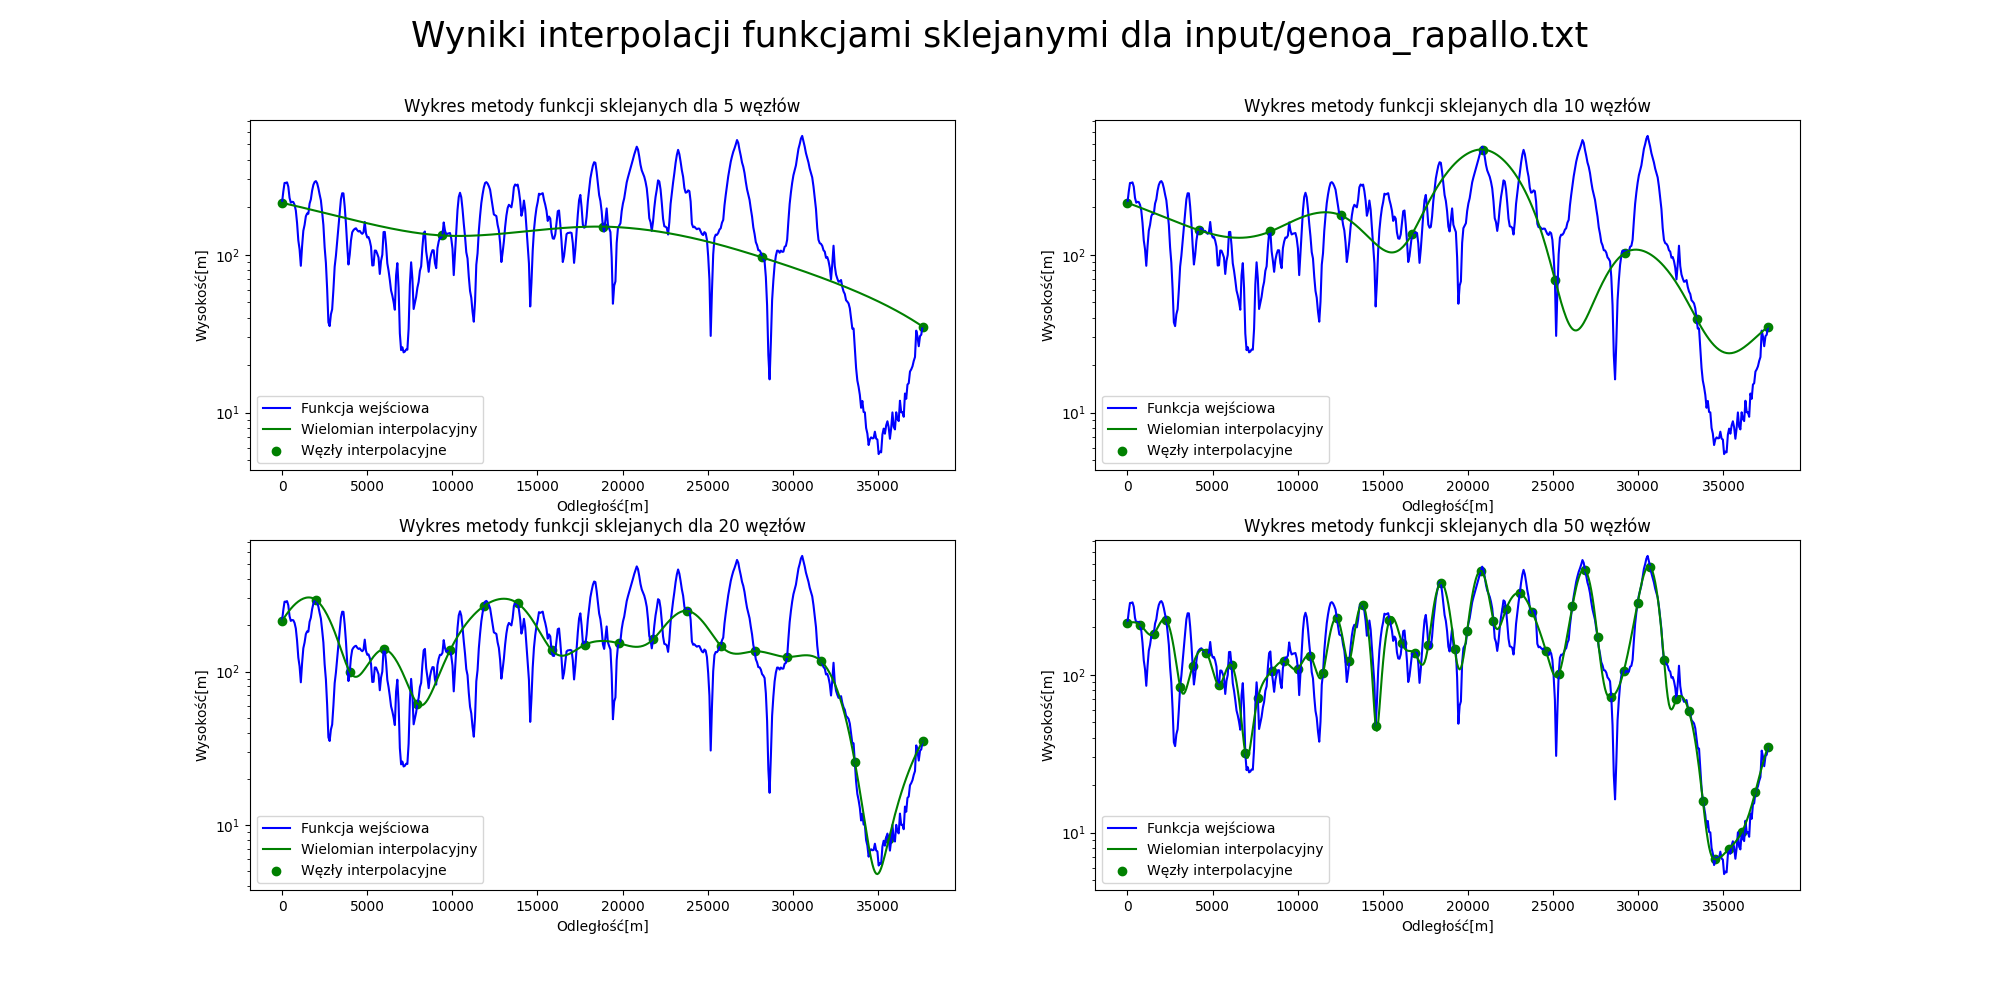 Wyniki interpolacji funkcjami sklejanymi dla input/genoa_rapallo.txt
Wykres metody funkcji sklejanych dla 5 węzłów
Wysokość[m]
10²
10¹
Funkcja wejściowa
Wielomian interpolacyjny
Węzły interpolacyjne
0 5000 10000 15000 20000 25000 30000 35000
Odległość[m]
Wykres metody funkcji sklejanych dla 10 węzłów
Wysokość[m]
10²
10¹
Funkcja wejściowa
Wielomian interpolacyjny
Węzły interpolacyjne
0 5000 10000 15000 20000 25000 30000 35000
Odległość[m]
Wykres metody funkcji sklejanych dla 20 węzłów
Wysokość[m]
10²
10¹
Funkcja wejściowa
Wielomian interpolacyjny
Węzły interpolacyjne
0 5000 10000 15000 20000 25000 30000 35000
Odległość[m]
Wykres metody funkcji sklejanych dla 50 węzłów
Wysokość[m]
10²
10¹
Funkcja wejściowa
Wielomian interpolacyjny
Węzły interpolacyjne
0 5000 10000 15000 20000 25000 30000 35000
Odległość[m]